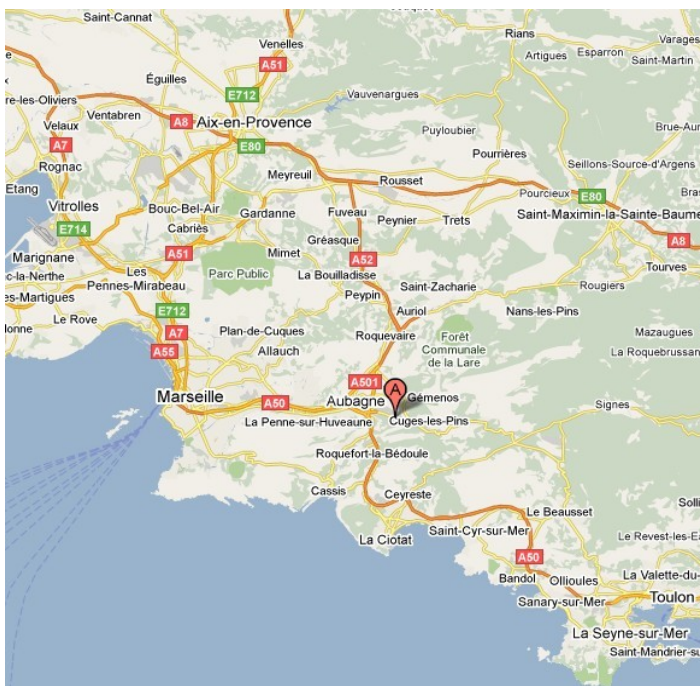 Saint-Cannat
Rians
Varages
Venelles
Esparron
Artigues
Saint-Martin
A51
Éguilles
E712
Vauvenargues
re-les-Oliviers
Ventabren
A8
Aix-en-Provence
Velaux
Puyloubier
Brue-Aur
A7
E80
Pourrières
Rognac
Seillons-Source-d'Argens
Meyreuil
Rousset
Etang
Vitrolles
Pourcieux
E80
Bras
Bouc-Bel-Air
Gardanne
Fuveau
Peynier
Trets
Saint-Maximin-la-Sainte-Baume
E714
Cabriès
Gréasque
A8
Marignane
A51
Mimet
A52
Tourves
c-la-Nerthe
Les
Pennes-Mirabeau
Parc Public
La Bouilladisse
Saint-Zacharie
Rougiers
es-Martigues
Peypin
E712
Auriol
Nans-les-Pins
donne
Le Rove
A7
Plan-de-Cuques
Roquevaire
Forêt
Communale
de la Lare
Mazaugues
A55
Allauch
La Roquebrussan
A501
A
Marseille
A50
Aubagne
Gémenos
Signes
La Penne-sur-Huveaune
Cuges-les-Pins
Roquefort-la-Bédoule
Cassis
Ceyreste
Solli
Le Beausset
La Ciotat
Saint-Cyr-sur-Mer
Le Revest-les-Ea
A50
Bandol
Ollioules
La Valette-du-
Sanary-sur-Mer
Toulon
La Seyne-sur-Mer
Saint-Mandrier-su